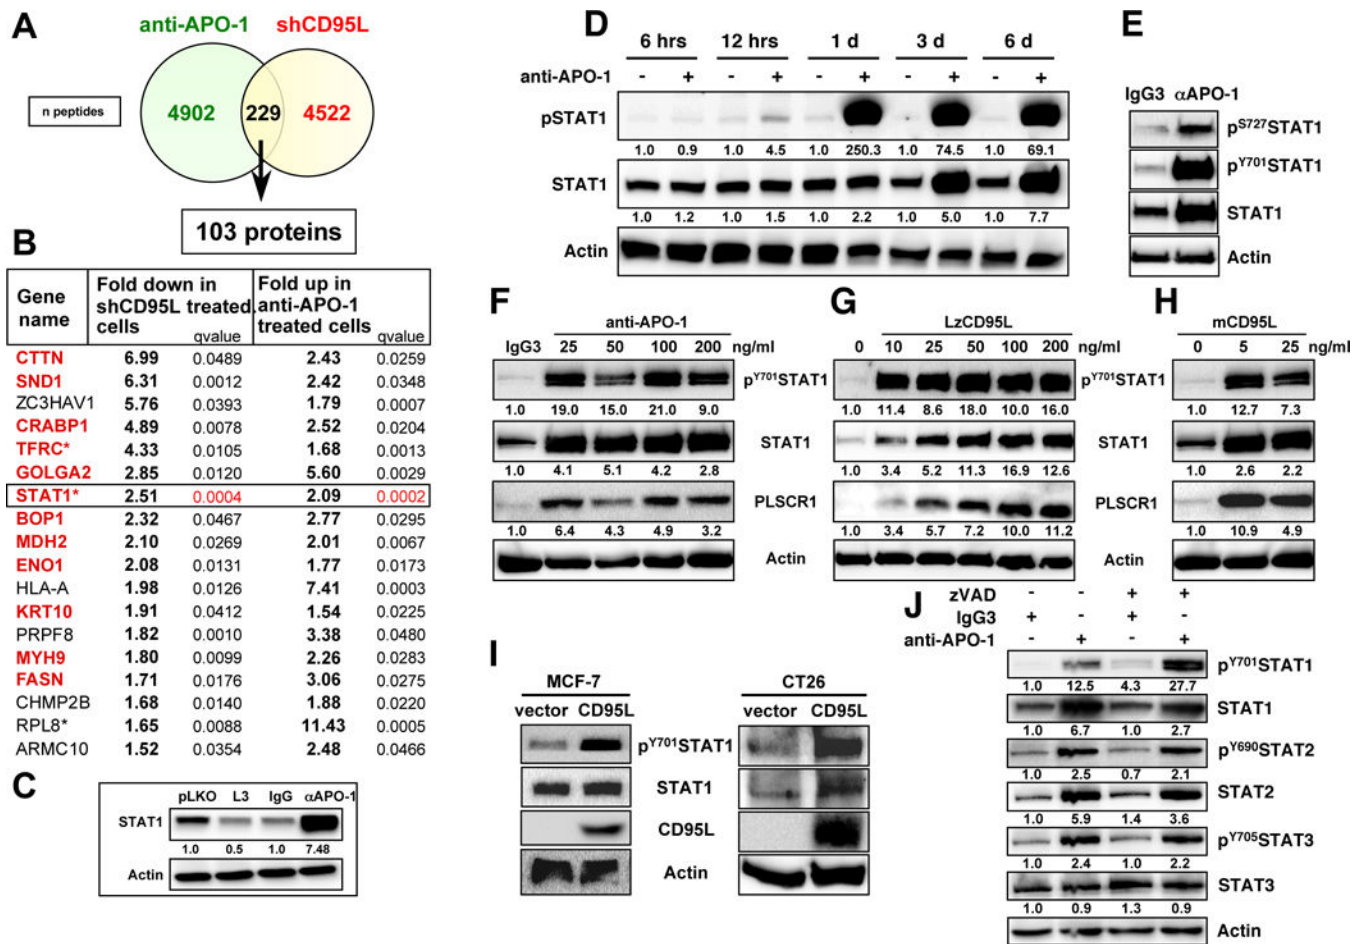 A
anti-APO-1 shCD95L
n peptides
4902 229 4522
103 proteins
B
Gene name
Fold down in shCD95L treated cells
qvalue
Fold up in anti-APO-1 treated cells
qvalue
CTTN 6.99 0.0489 2.43 0.0259
SND1 6.31 0.0012 2.42 0.0348
ZC3HAV1 5.76 0.0393 1.79 0.0007
CRABP1 4.89 0.0078 2.52 0.0204
TFRC* 4.33 0.0105 1.68 0.0013
GOLGA2 2.85 0.0120 5.60 0.0029
STAT1* 2.51 0.0004 2.09 0.0002
BOP1 2.32 0.0467 2.77 0.0295
MDH2 2.10 0.0269 2.01 0.0067
ENO1 2.08 0.0131 1.77 0.0173
HLA-A 1.98 0.0126 7.41 0.0003
KRT10 1.91 0.0412 1.54 0.0225
PRPF8 1.82 0.0010 3.38 0.0480
MYH9 1.80 0.0099 2.26 0.0283
FASN 1.71 0.0176 3.06 0.0275
CHMP2B 1.68 0.0140 1.88 0.0220
RPL8* 1.65 0.0088 11.43 0.0005
ARMC10 1.52 0.0354 2.48 0.0466
C
pLKO L3 IgG αAPO-1
STAT1
1.0 0.5 1.0 7.48
Actin
D
6 hrs 12 hrs 1 d 3 d 6 d
anti-APO-1 - + - + - + - + - +
pSTAT1
1.0 0.9 1.0 4.5 1.0 250.3 1.0 74.5 1.0 69.1
STAT1
1.0 1.2 1.0 1.5 1.0 2.2 1.0 5.0 1.0 7.7
Actin
E
IgG3 αAPO-1
pS727STAT1
pY701STAT1
STAT1
Actin
F
anti-APO-1
IgG3 25 50 100 200 ng/ml
pY701STAT1
1.0 19.0 15.0 21.0 9.0
STAT1
1.0 4.1 5.1 4.2 2.8
PLSCR1
1.0 6.4 4.3 4.9 3.2
Actin
G
LzCD95L
0 10 25 50 100 200 ng/ml
pY701STAT1
1.0 11.4 8.6 18.0 10.0 16.0
STAT1
1.0 3.4 5.2 11.3 16.9 12.6
PLSCR1
1.0 3.4 5.7 7.2 10.0 11.2
Actin
H
mCD95L
0 5 25 ng/ml
1.0 12.7 7.3
1.0 2.6 2.2
1.0 10.9 4.9
I
MCF-7 CT26
vector CD95L vector CD95L
pY701STAT1
STAT1
CD95L
Actin
J
zVAD - - + +
IgG3 + - + -
anti-APO-1 - + - +
pY701STAT1
1.0 12.5 4.3 27.7
STAT1
1.0 6.7 1.0 2.7
pY690STAT2
1.0 2.5 0.7 2.1
STAT2
1.0 5.9 1.4 3.6
pY705STAT3
1.0 2.4 1.0 2.2
STAT3
1.0 0.9 1.3 0.9
Actin